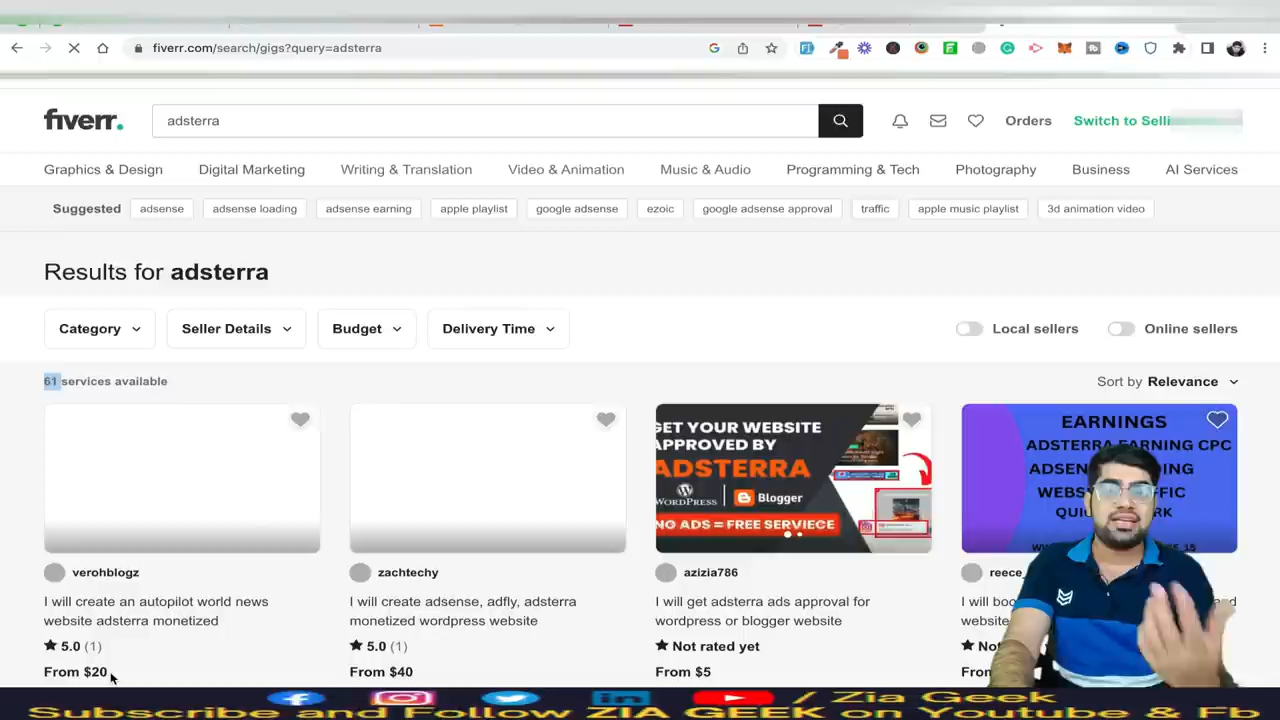 fiverr.com/search/gigs?query=adsterra
fiverr.
adsterra
Orders
Switch to Selli
Graphics & Design
Digital Marketing
Writing & Translation
Video & Animation
Music & Audio
Programming & Tech
Photography
Business
AI Services
Suggested
adsense
adsense loading
adsense earning
apple playlist
google adsense
ezoic
google adsense approval
traffic
apple music playlist
3d animation video
Results for adsterra
Category
Seller Details
Budget
Delivery Time
Local sellers
Online sellers
61 services available
Sort by Relevance
GET YOUR WEBSITE
APPROVED BY
ADSTERRA
WORDPRESS
Blogger
NO ADS = FREE SERVIECE
EARNINGS
ADSTERRA EARNING CPC
verohblogz
I will create an autopilot world news
website adsterra monetized
5.0 (1)
From $20
zachtechy
I will create adsense, adfly, adsterra
monetized wordpress website
5.0 (1)
From $40
azizia786
I will get adsterra ads approval for
wordpress or blogger website
Not rated yet
From $5
reece
I will
website
/ Zia Geek
Subscribe and Follow ZIA GEEK on Youtube & Fb